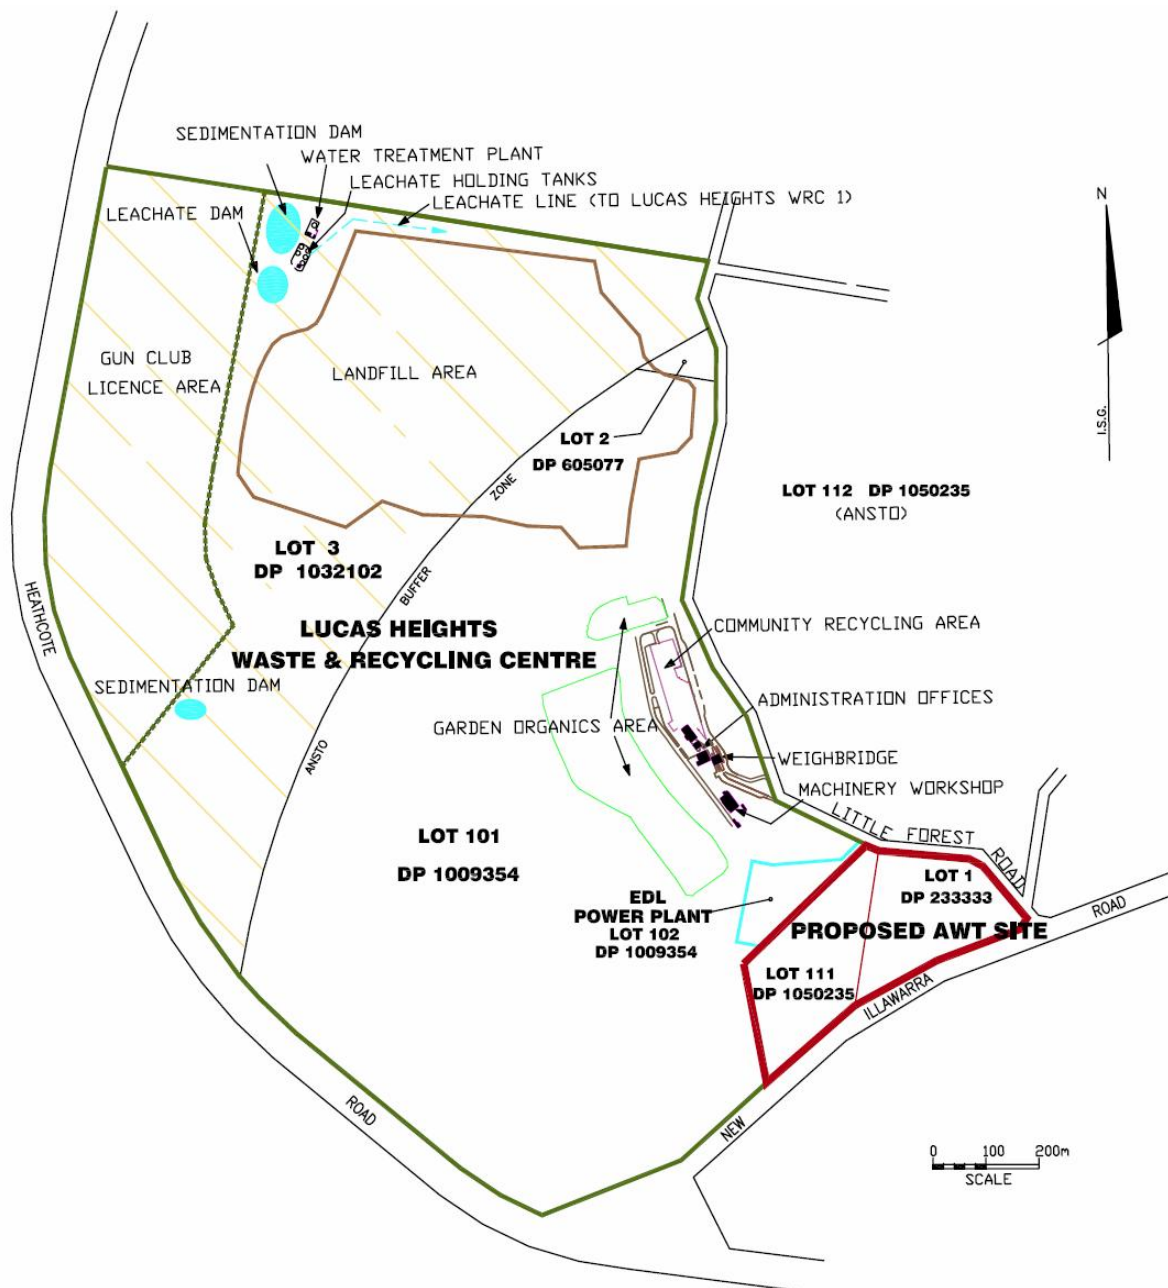 SEDIMENTATION DAM
WATER TREATMENT PLANT
LEACHATE HOLDING TANKS
LEACHATE LINE (TO LUCAS HEIGHTS WRC 1)
LEACHATE DAM
N
I.S.G.
GUN CLUB
LICENCE AREA
LANDFILL AREA
LOT 2
DP 605077
ZONE
BUFFER
ANSTO
LOT 112 DP 1050235
(ANSTO)
LOT 3
DP 1032102
HEATHCOTE
ROAD
LUCAS HEIGHTS
WASTE & RECYCLING CENTRE
COMMUNITY RECYCLING AREA
SEDIMENTATION DAM
ADMINISTRATION OFFICES
GARDEN ORGANICS AREA
WEIGHBRIDGE
MACHINERY WORKSHOP
LITTLE FOREST
ROAD
LOT 101
DP 1009354
LOT 1
DP 233333
EDL
POWER PLANT
LOT 102
DP 1009354
PROPOSED AWT SITE
LOT 111
DP 1050235
NEW
ILLAWARRA
ROAD
0 100 200m
SCALE